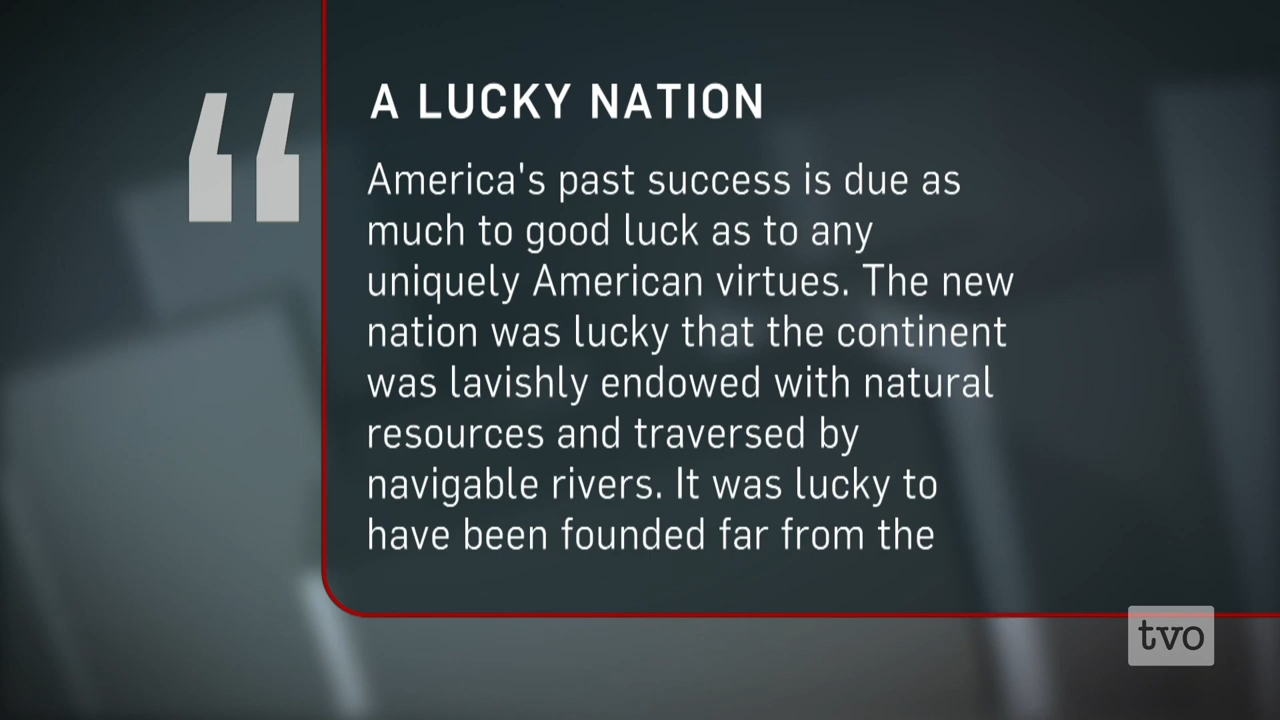 “
A LUCKY NATION
America's past success is due as
much to good luck as to any
uniquely American virtues. The new
nation was lucky that the continent
was lavishly endowed with natural
resources and traversed by
navigable rivers. It was lucky to
have been founded far from the
tvo